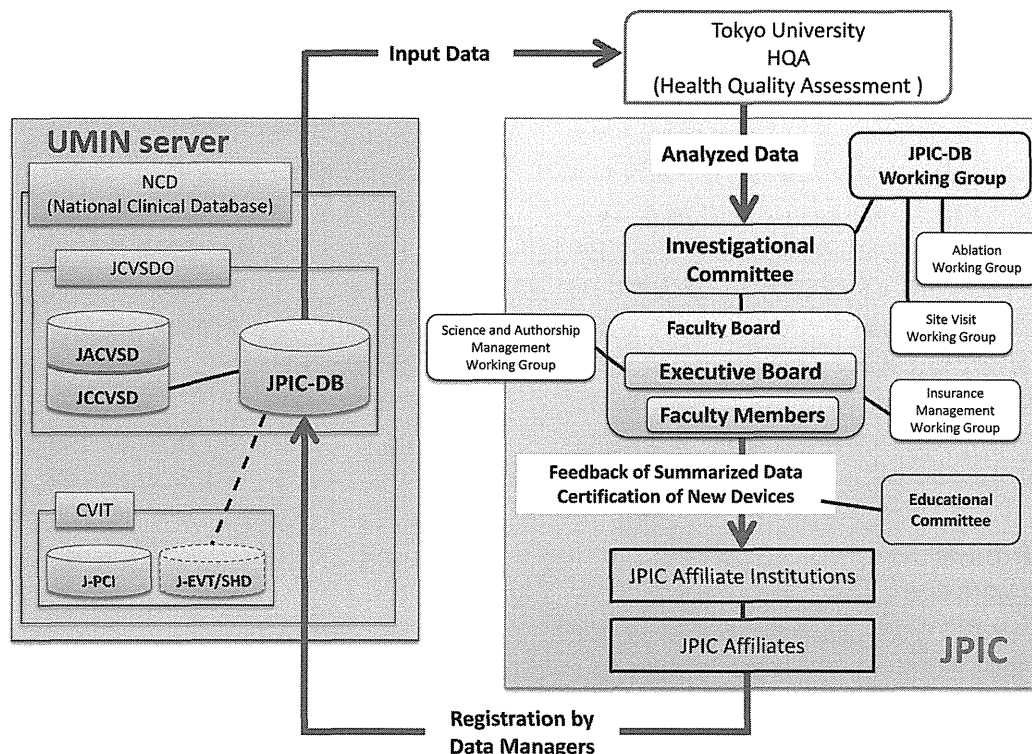 Input Data
Tokyo University
HQA
(Health Quality Assessment )
UMIN server
NCD
(National Clinical Database)
JCVSDO
JACVSD
JCCVSD
JPIC-DB
CVIT
J-PCI
J-EVT/SHD
Analyzed Data
JPIC-DB
Working Group
Investigational
Committee
Ablation
Working Group
Site Visit
Working Group
Science and Authorship
Management
Working Group
Faculty Board
Executive Board
Faculty Members
Insurance
Management
Working Group
Feedback of Summarized Data
Certification of New Devices
Educational
Committee
JPIC Affiliate Institutions
JPIC Affiliates
JPIC
Registration by
Data Managers